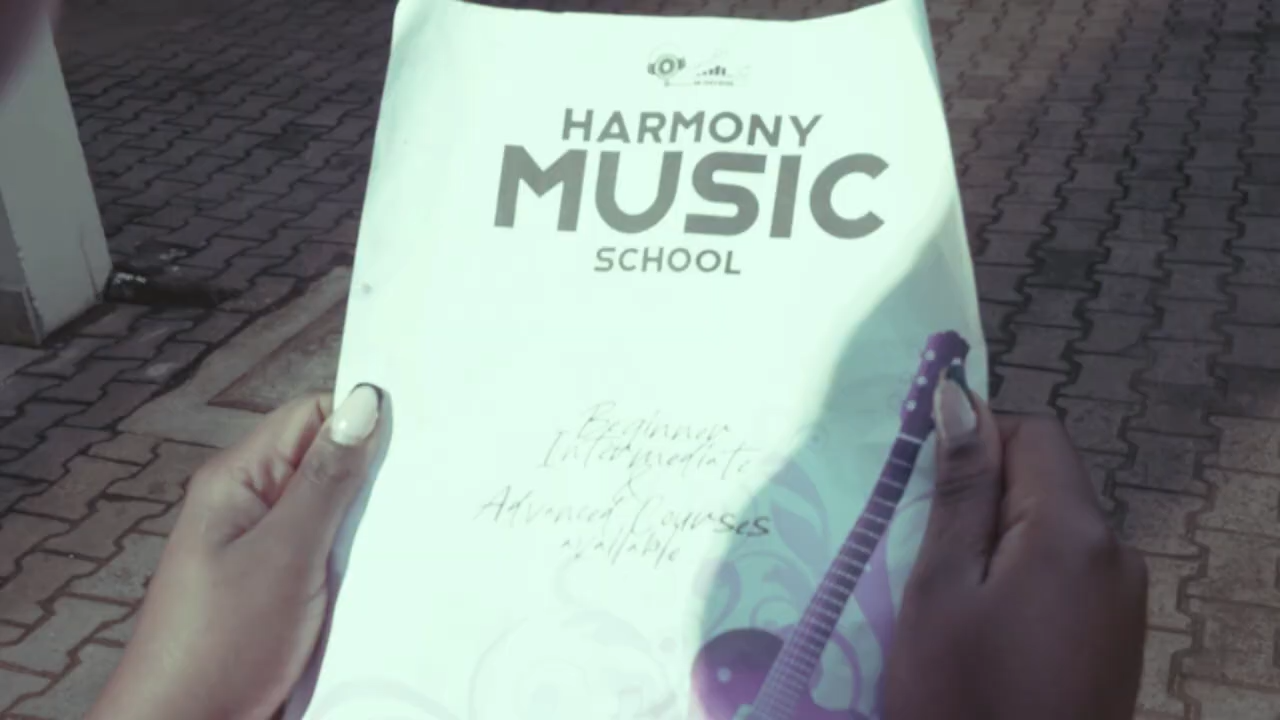 HARMONY
MUSIC
SCHOOL
Beginner
Intermediate
&
Advanced Courses
available